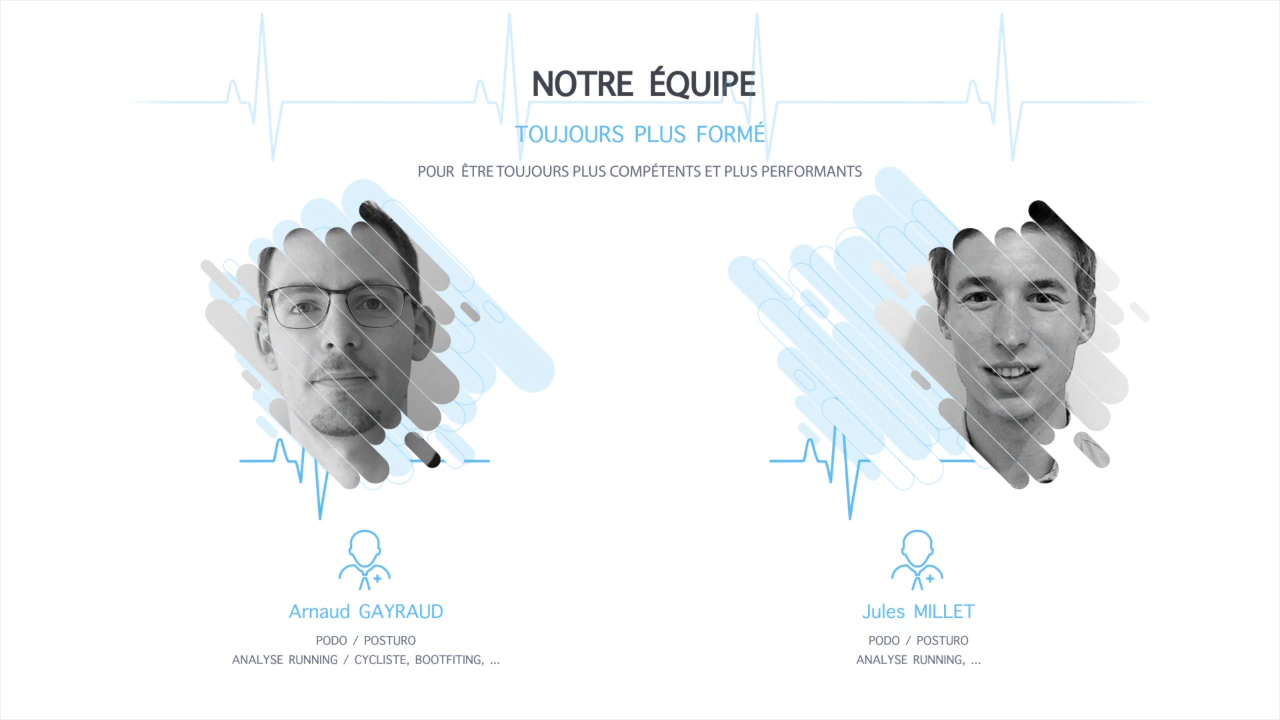 NOTRE ÉQUIPE
TOUJOURS PLUS FORMÉ
POUR ÊTRE TOUJOURS PLUS COMPÉTENTS ET PLUS PERFORMANTS
Arnaud GAYRAUD
PODO / POSTURO
ANALYSE RUNNING / CYCLISTE, BOOTFITING, ...
Jules MILLET
PODO / POSTURO
ANALYSE RUNNING, ...